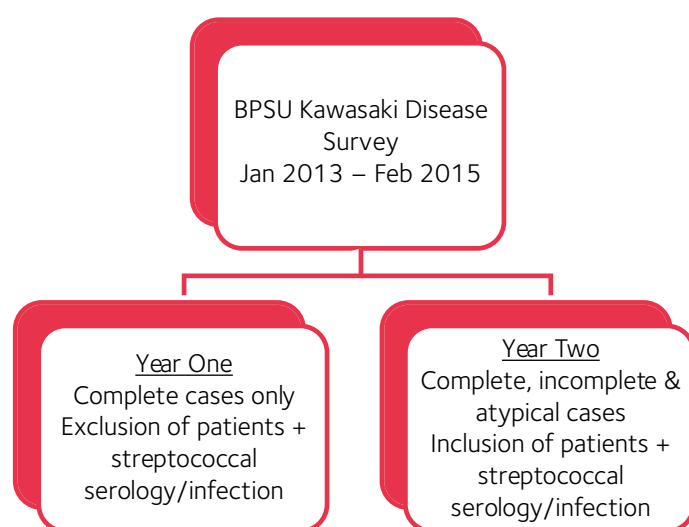 BPSU Kawasaki Disease
Survey
Jan 2013 – Feb 2015
Year One
Complete cases only
Exclusion of patients +
streptococcal
serology/infection
Year Two
Complete, incomplete &
atypical cases
Inclusion of patients +
streptococcal
serology/infection